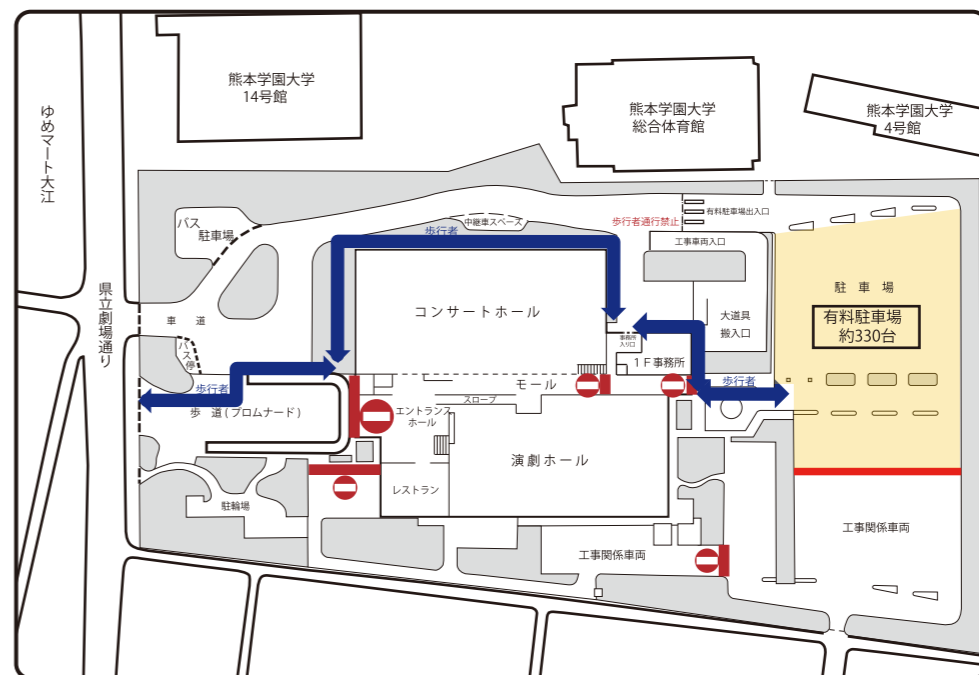 熊本学園大学
14号館
熊本学園大学
総合体育館
熊本学園大学
4号館
ゆめマート大江
県立劇場通り
バス
駐車場
中継車スペース
歩行者
歩行者通行禁止
有料駐車場出入口
工事車両入口
駐 車 場
有料駐車場
約330台
コンサートホール
大道具
搬入口
車 道
バス停
事務所
入り口
1F事務所
モール
歩行者
歩行者
スロープ
歩 道(プロムナード)
エントランス
ホール
演劇ホール
レストラン
駐輪場
工事関係車両
工事関係車両